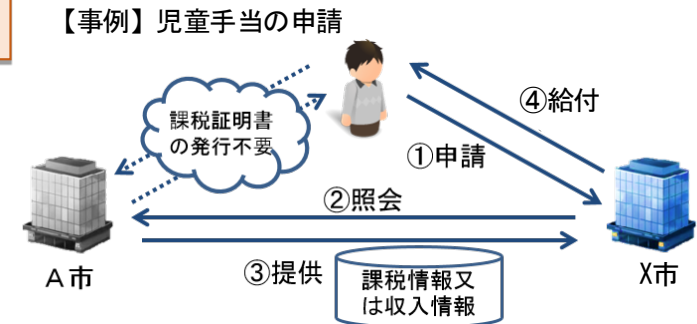 【事例】児童手当の申請
課税証明書
の発行不要
④給付
①申請
②照会
③提供
課税情報又
は収入情報
A市
X市